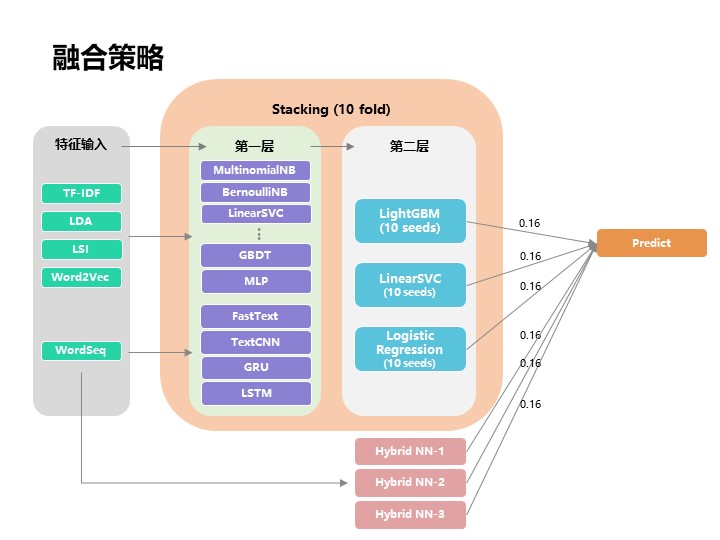 融合策略
Stacking (10 fold)
特征输入
TF-IDF
LDA
LSI
Word2Vec
WordSeq
第一层
MultinomialNB
BernoulliNB
LinearSVC
⋮
GBDT
MLP
FastText
TextCNN
GRU
LSTM
第二层
LightGBM
(10 seeds)
LinearSVC
(10 seeds)
Logistic
Regression
(10 seeds)
Hybrid NN-1
Hybrid NN-2
Hybrid NN-3
0.16
0.16
0.16
0.16
0.16
0.16
Predict